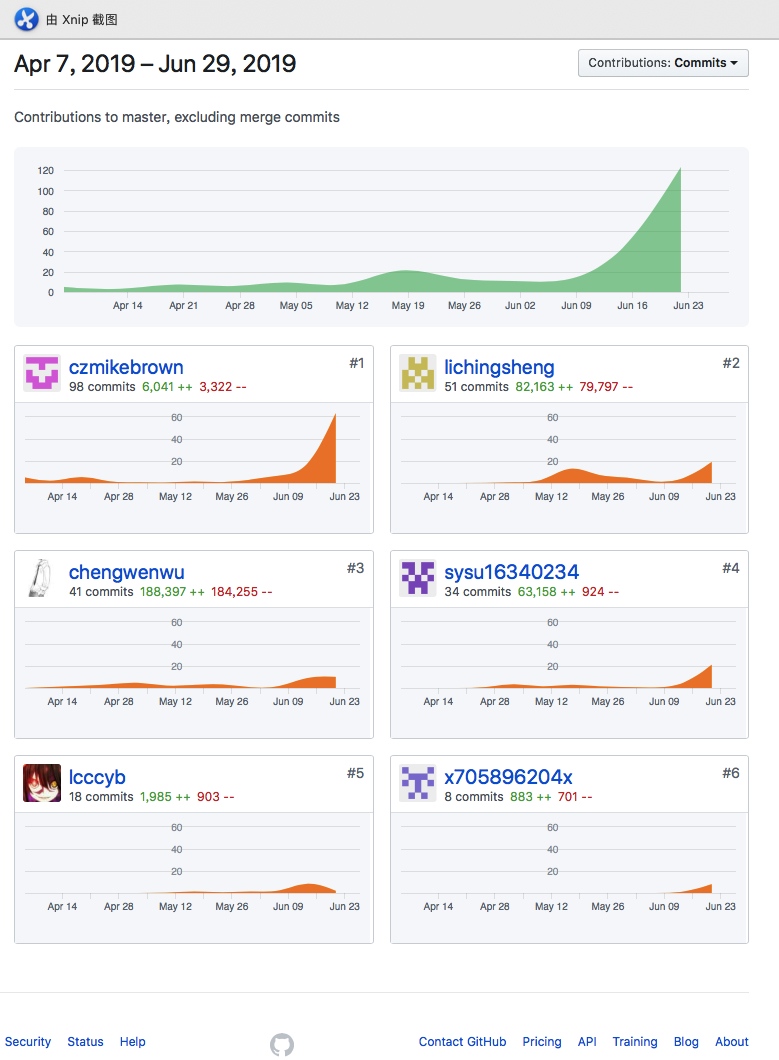 由 Xnip 截图
Apr 7, 2019 – Jun 29, 2019
Contributions: Commits
Contributions to master, excluding merge commits
120
100
80
60
40
20
0
Apr 14 Apr 21 Apr 28 May 05 May 12 May 19 May 26 Jun 02 Jun 09 Jun 16 Jun 23
czmikebrown #1
98 commits 6,041 ++ 3,322 --
60
40
20
Apr 14 Apr 28 May 12 May 26 Jun 09 Jun 23
lichingsheng #2
51 commits 82,163 ++ 79,797 --
60
40
20
Apr 14 Apr 28 May 12 May 26 Jun 09 Jun 23
chengwenwu #3
41 commits 188,397 ++ 184,255 --
60
40
20
Apr 14 Apr 28 May 12 May 26 Jun 09 Jun 23
sysu16340234 #4
34 commits 63,158 ++ 924 --
60
40
20
Apr 14 Apr 28 May 12 May 26 Jun 09 Jun 23
lcccyb #5
18 commits 1,985 ++ 903 --
60
40
20
Apr 14 Apr 28 May 12 May 26 Jun 09 Jun 23
x705896204x #6
8 commits 883 ++ 701 --
60
40
20
Apr 14 Apr 28 May 12 May 26 Jun 09 Jun 23
Security Status Help Contact GitHub Pricing API Training Blog About